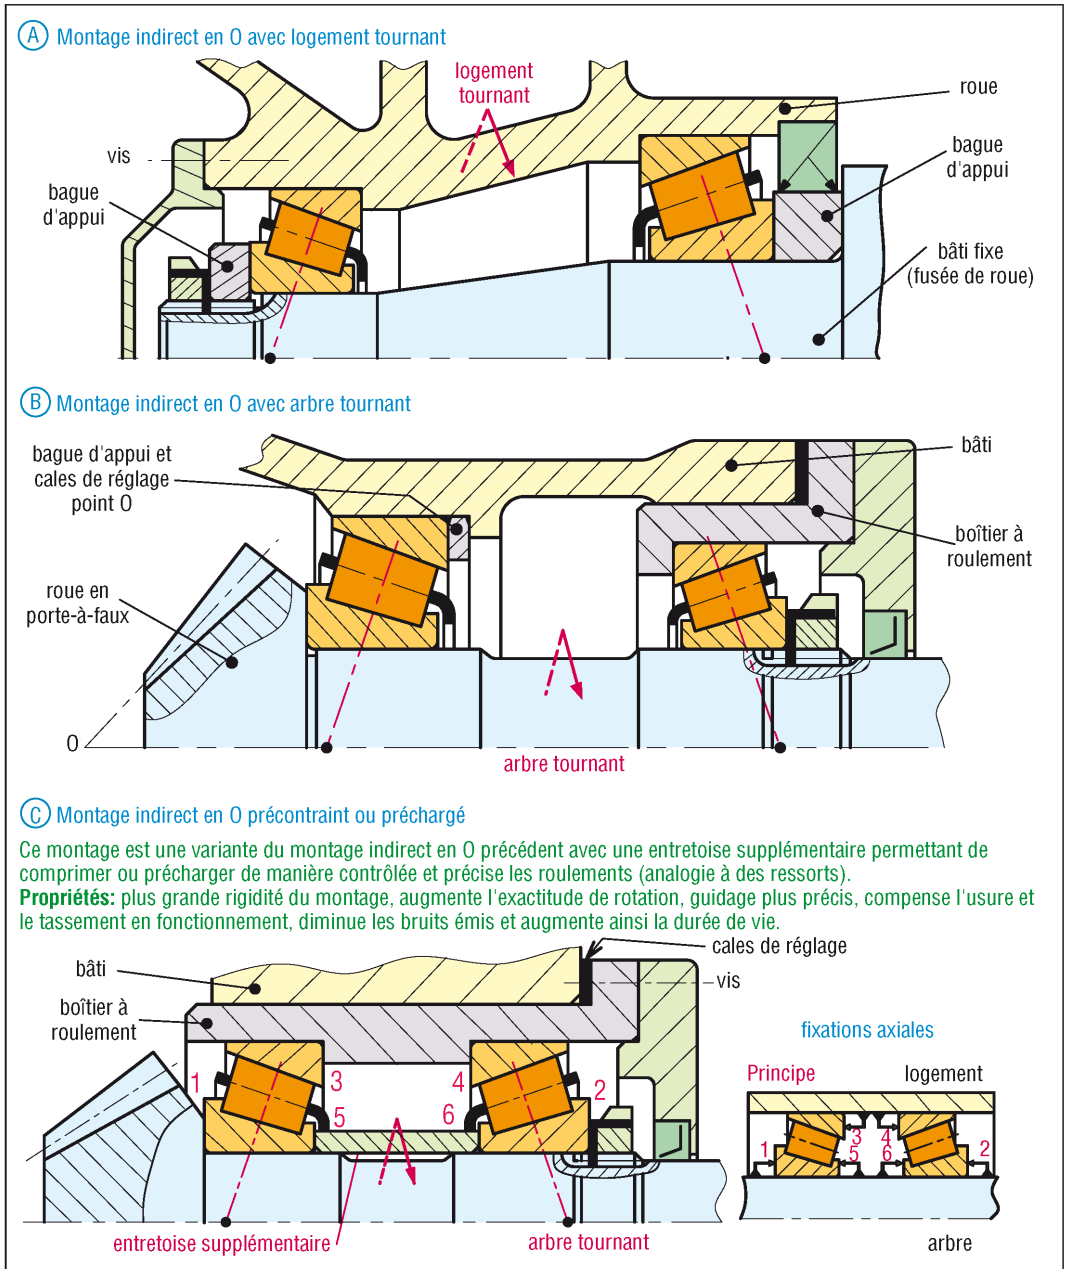 A Montage indirect en O avec logement tournant
logement
tournant
roue
vis
bague
d'appui
bague
d'appui
bâti fixe
(fusée de roue)
B Montage indirect en O avec arbre tournant
bague d'appui et
cales de réglage
point O
bâti
boîtier à
roulement
roue en
porte-à-faux
O
arbre tournant
C Montage indirect en O précontraint ou préchargé
Ce montage est une variante du montage indirect en O précédent avec une entretoise supplémentaire permettant de
comprimer ou précharger de manière contrôlée et précise les roulements (analogie à des ressorts).
Propriétés: plus grande rigidité du montage, augmente l'exactitude de rotation, guidage plus précis, compense l'usure et
le tassement en fonctionnement, diminue les bruits émis et augmente ainsi la durée de vie.
cales de réglage
bâti
vis
boîtier à
roulement
fixations axiales
1 3 4 2
5 6
Principe
logement
3 4
1 5 6 2
entretoise supplémentaire
arbre tournant
arbre